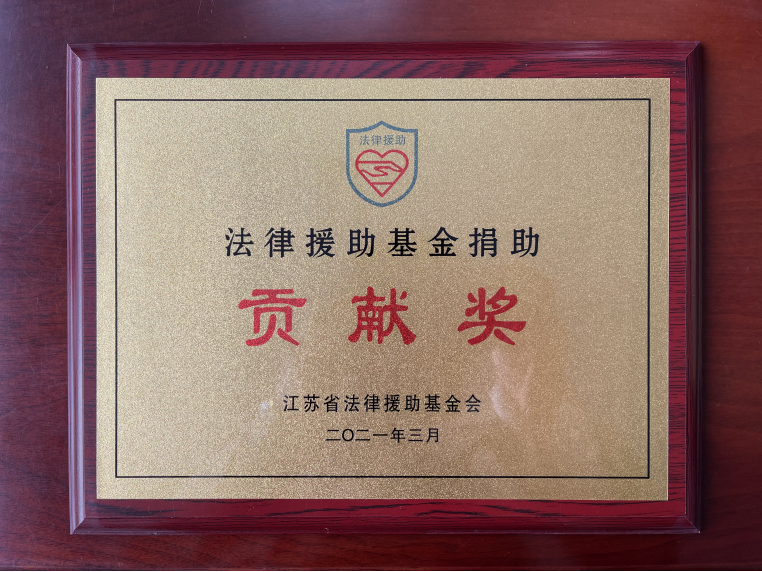 法律援助
法律援助基金捐助
贡献奖
江苏省法律援助基金会
二〇二一年三月